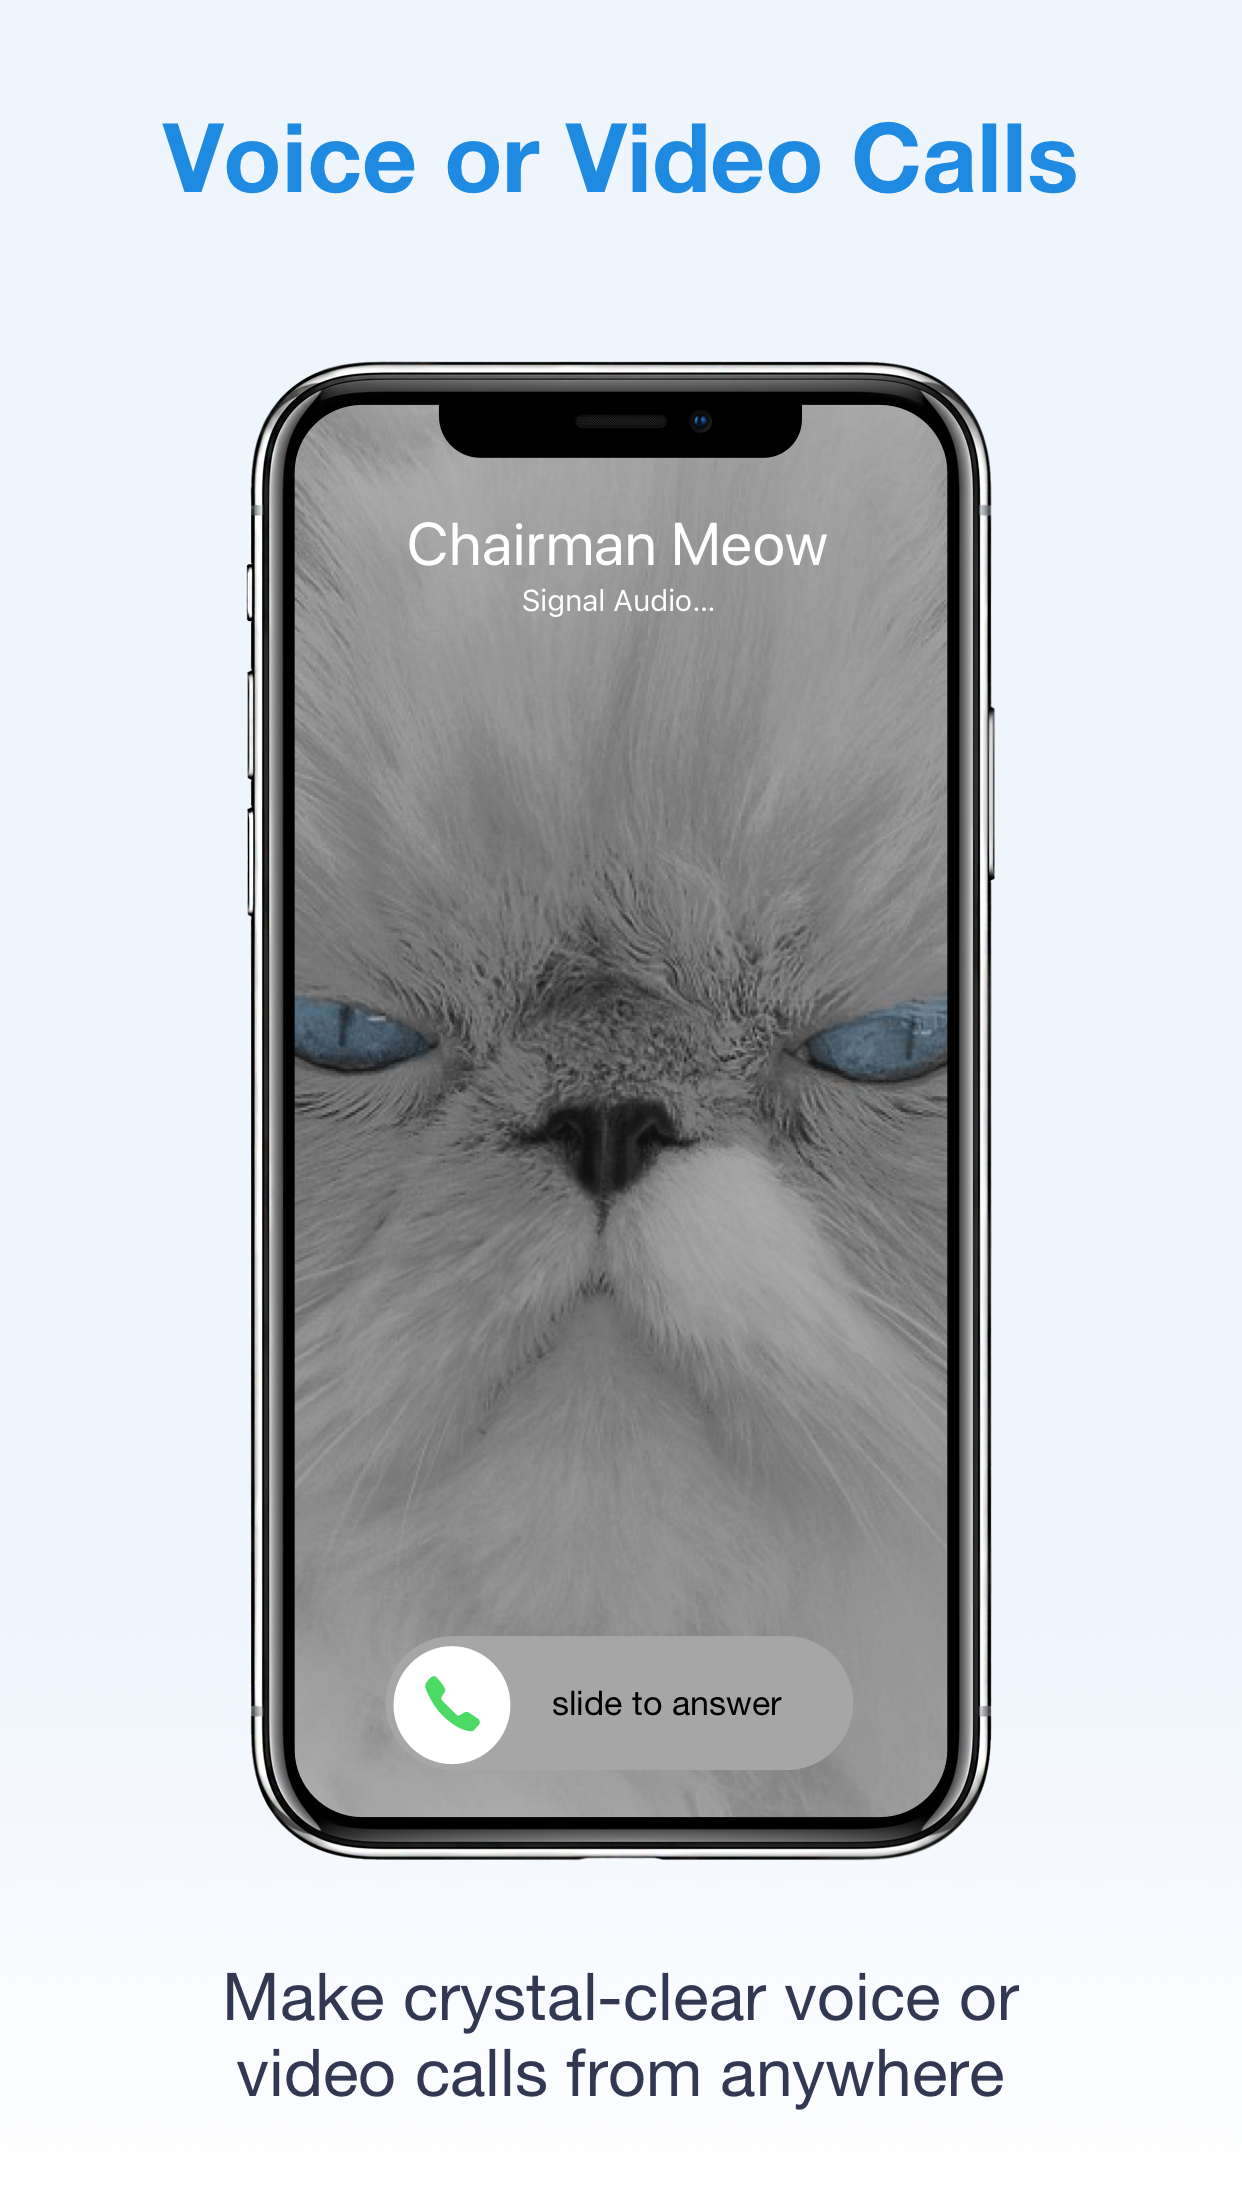 Voice or Video Calls
Chairman Meow
Signal Audio...
slide to answer
Make crystal-clear voice or
video calls from anywhere